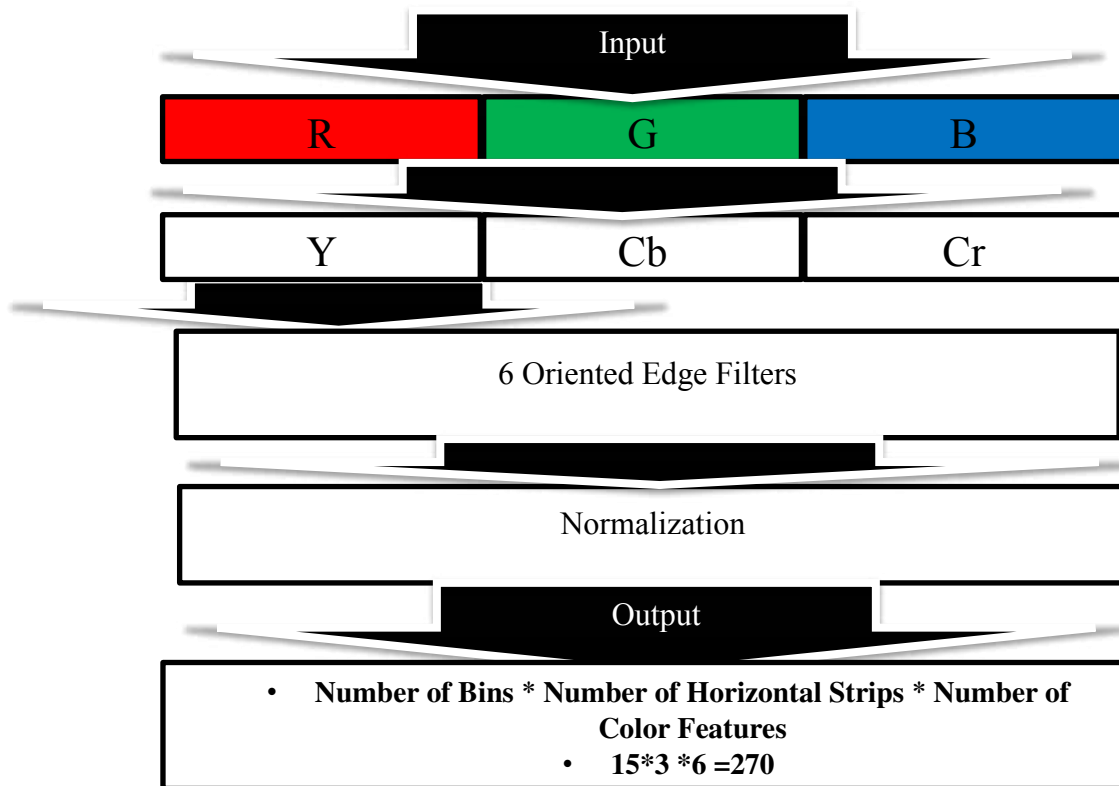 Input
R G B
Y Cb Cr
6 Oriented Edge Filters
Normalization
Output
• Number of Bins * Number of Horizontal Strips * Number of
Color Features
• 15*3 *6 =270